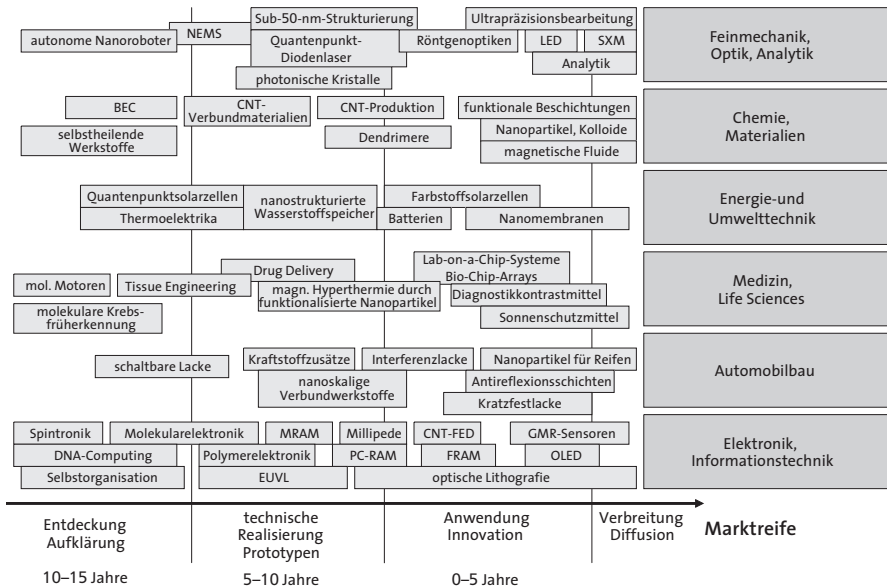 Sub-50-nm-Strukturierung
Ultrapräzisionsbearbeitung
autonome Nanoroboter
NEMS
Quantenpunkt-
Diodenlaser
Röntgenoptiken
LED
SXM
Analytik
photonische Kristalle
Feinmechanik,
Optik, Analytik
BEC
CNT-
Verbundmaterialien
CNT-Produktion
funktionale Beschichtungen
selbstheilende
Werkstoffe
Dendrimere
Nanopartikel, Kolloide
magnetische Fluide
Chemie,
Materialien
Quantenpunktsolarzellen
nanostrukturierte
Wasserstoffspeicher
Farbstoffsolarzellen
Thermoelektrika
Batterien
Nanomembranen
Energie-und
Umwelttechnik
mol. Motoren
Tissue Engineering
Drug Delivery
magn. Hyperthermie durch
funktionalisierte Nanopartikel
Lab-on-a-Chip-Systeme
Bio-Chip-Arrays
Diagnostikkontrastmittel
molekulare Krebs-
früherkennung
Sonnenschutzmittel
Medizin,
Life Sciences
schaltbare Lacke
Kraftstoffzusätze
Interferenzlacke
Nanopartikel für Reifen
nanoskalige
Verbundwerkstoffe
Antireflexionsschichten
Kratzfestlacke
Automobilbau
Spintronik
Molekularelektronik
MRAM
Millipede
CNT-FED
GMR-Sensoren
DNA-Computing
Polymerelektronik
PC-RAM
FRAM
OLED
Selbstorganisation
EUVL
optische Lithografie
Elektronik,
Informationstechnik
Entdeckung
Aufklärung
technische
Realisierung
Prototypen
Anwendung
Innovation
Verbreitung
Diffusion
Marktreife
10–15 Jahre
5–10 Jahre
0–5 Jahre